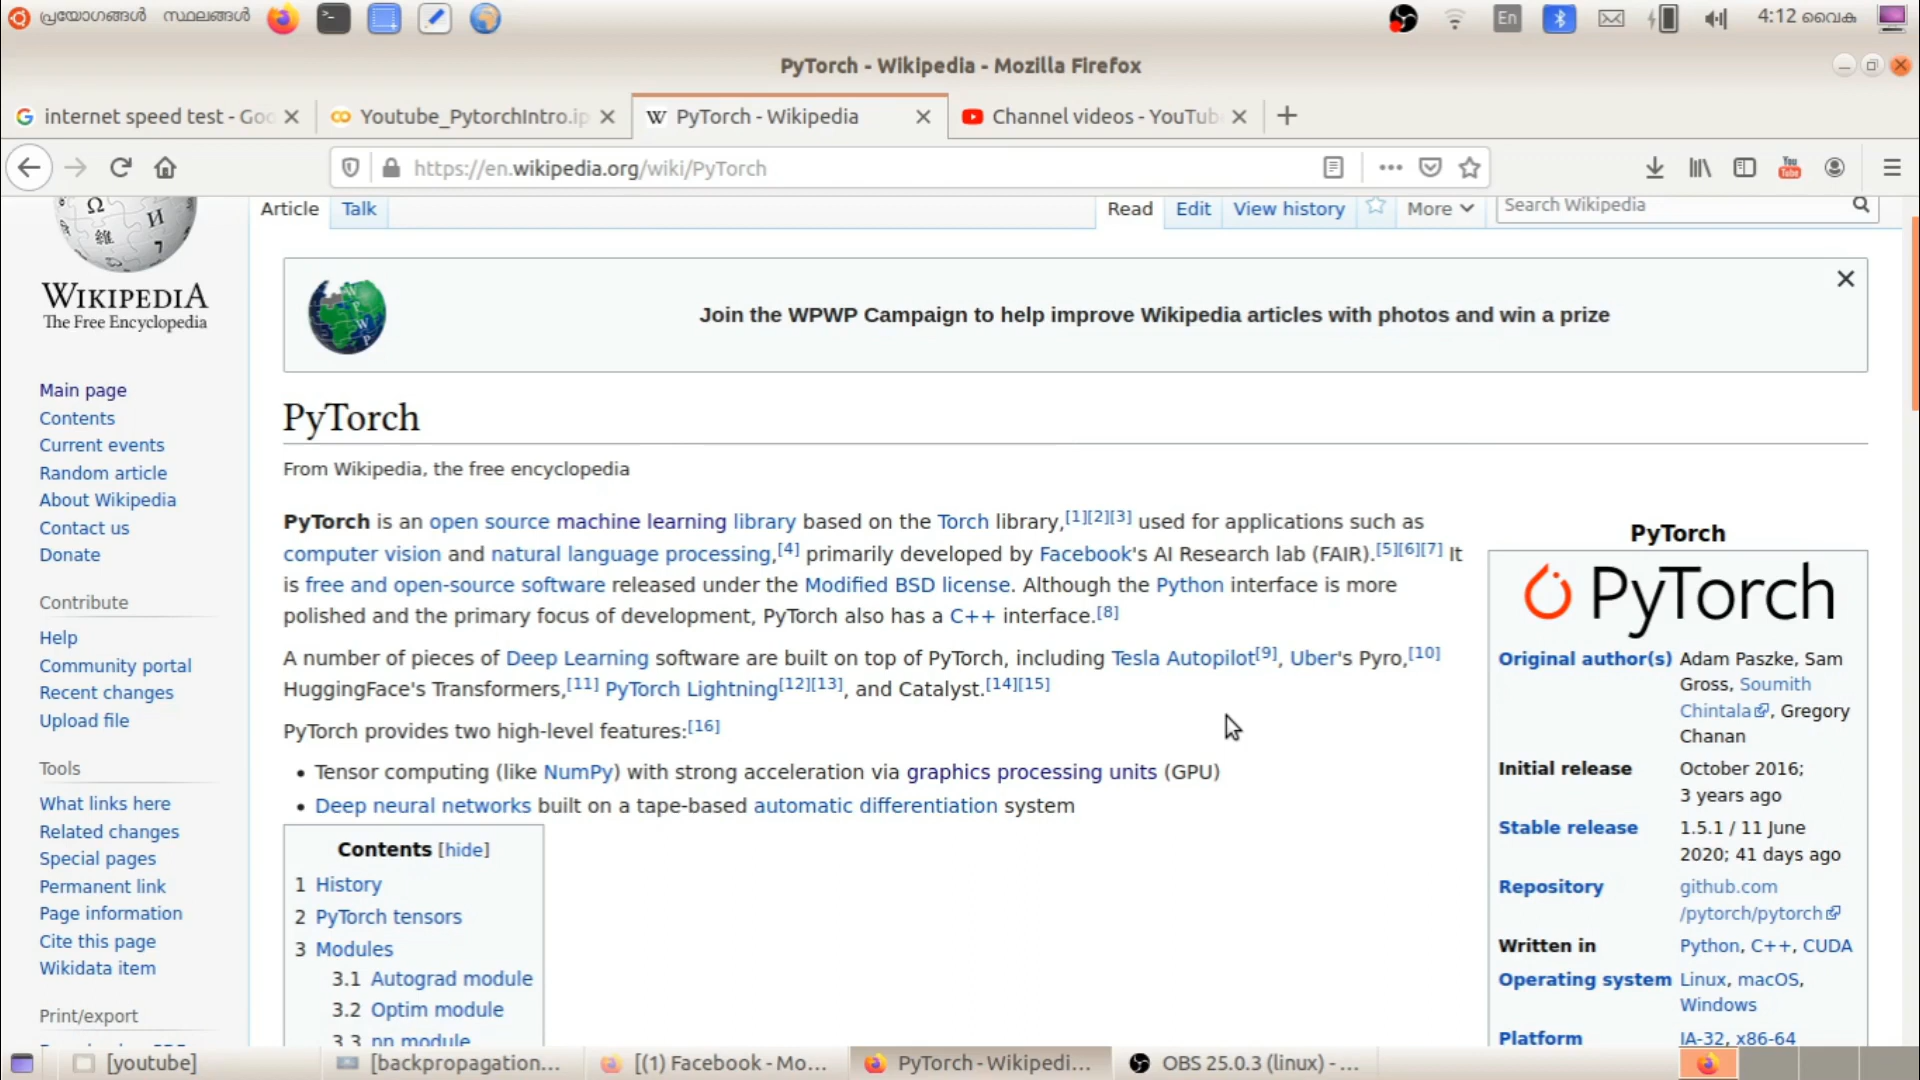 പ്രയോഗങ്ങൾ സ്ഥലങ്ങൾ En 4:12 വൈകു
PyTorch - Wikipedia - Mozilla Firefox
internet speed test - Goo
Youtube_PytorchIntro.ip
PyTorch - Wikipedia
Channel videos - YouTub
https://en.wikipedia.org/wiki/PyTorch
Article Talk Read Edit View history More Search Wikipedia
WIKIPEDIA
The Free Encyclopedia
Main page
Contents
Current events
Random article
About Wikipedia
Contact us
Donate
Contribute
Help
Community portal
Recent changes
Upload file
Tools
What links here
Related changes
Special pages
Permanent link
Page information
Cite this page
Wikidata item
Print/export
Join the WPWP Campaign to help improve Wikipedia articles with photos and win a prize
PyTorch
From Wikipedia, the free encyclopedia
PyTorch is an open source machine learning library based on the Torch library,[1][2][3] used for applications such as
computer vision and natural language processing,[4] primarily developed by Facebook's AI Research lab (FAIR).[5][6][7] It
is free and open-source software released under the Modified BSD license. Although the Python interface is more
polished and the primary focus of development, PyTorch also has a C++ interface.[8]
A number of pieces of Deep Learning software are built on top of PyTorch, including Tesla Autopilot[9], Uber's Pyro,[10]
HuggingFace's Transformers,[11] PyTorch Lightning[12][13], and Catalyst.[14][15]
PyTorch provides two high-level features:[16]
• Tensor computing (like NumPy) with strong acceleration via graphics processing units (GPU)
• Deep neural networks built on a tape-based automatic differentiation system
Contents [hide]
1 History
2 PyTorch tensors
3 Modules
3.1 Autograd module
3.2 Optim module
3.3 nn module
PyTorch
PyTorch
Original author(s) Adam Paszke, Sam
Gross, Soumith
Chintala, Gregory
Chanan
Initial release October 2016;
3 years ago
Stable release 1.5.1 / 11 June
2020; 41 days ago
Repository github.com
/pytorch/pytorch
Written in Python, C++, CUDA
Operating system Linux, macOS,
Windows
Platform IA-32, x86-64
[youtube] [backpropagation... [(1) Facebook - Mo... PyTorch - Wikipedi... OBS 25.0.3 (linux) - ...